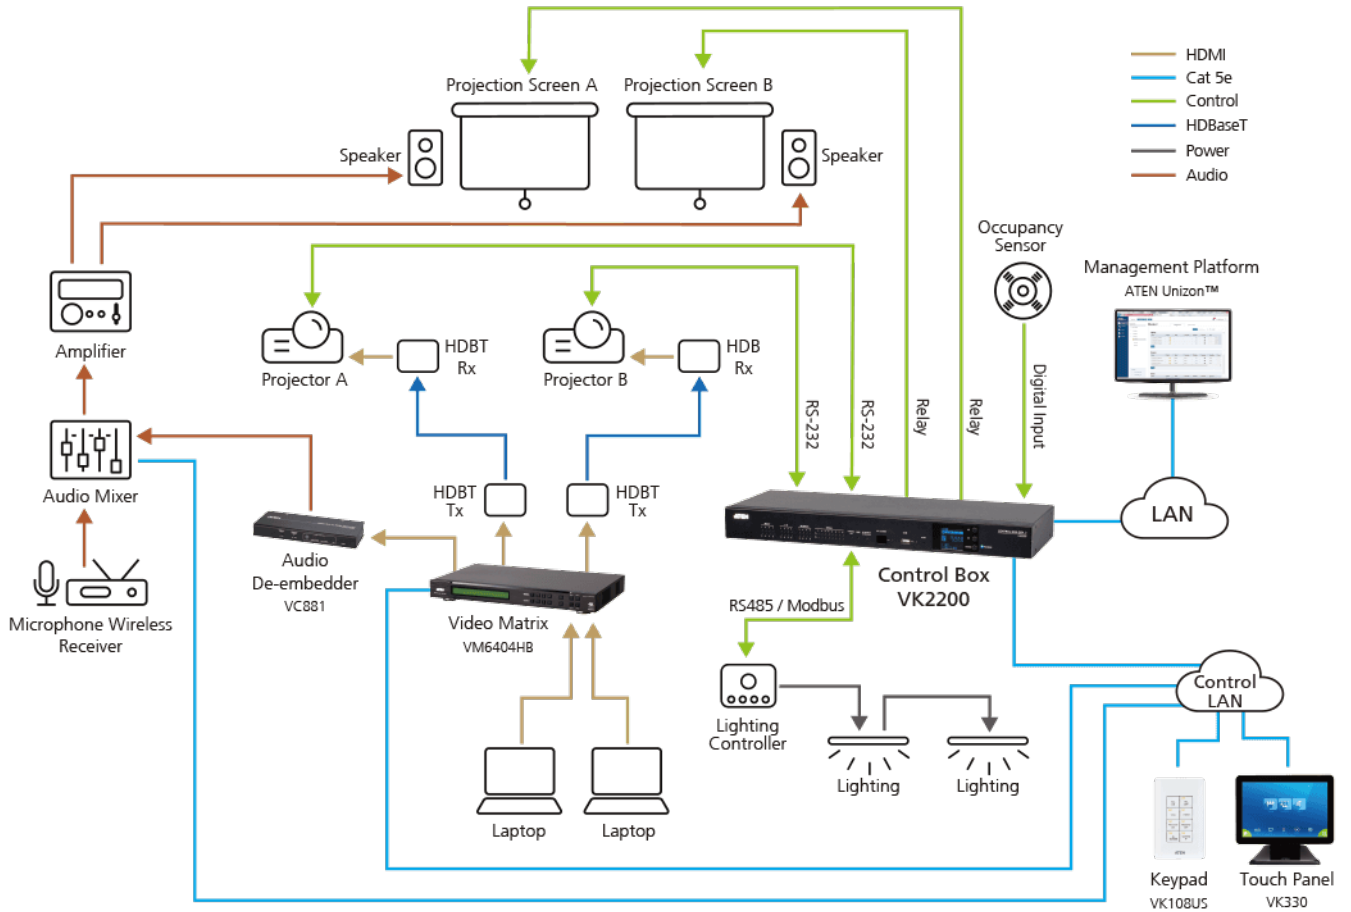 HDMI
Cat 5e
Control
HDBaseT
Power
Audio
Projection Screen A
Projection Screen B
Speaker
Speaker
Occupancy
Sensor
Management Platform
ATEN Unizon™
Amplifier
HDBT
Rx
Projector A
HDB
Rx
Projector B
RS-232
RS-232
Relay
Relay
Digital Input
Audio Mixer
HDBT
Tx
HDBT
Tx
LAN
Audio
De-embedder
VC881
Control Box
VK2200
Microphone Wireless
Receiver
Video Matrix
VM6404HB
RS485 / Modbus
Control
LAN
Lighting
Controller
Lighting
Lighting
Laptop
Laptop
Keypad
VK108US
Touch Panel
VK330